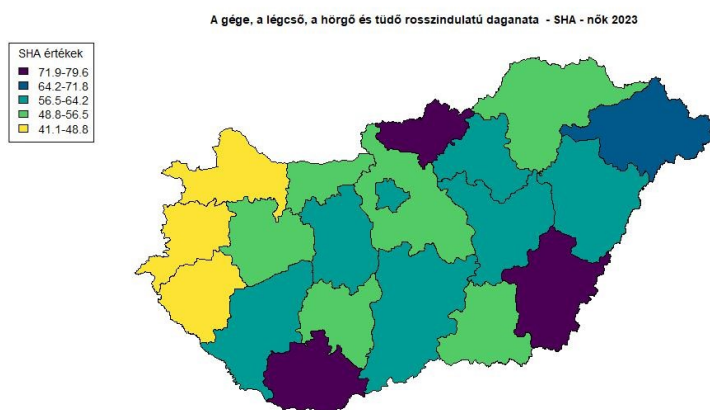 A gége, a légcső, a hörgő és tüdő rosszindulatú daganata - SHA - nők 2023
SHA értékek
71.9-79.6
64.2-71.8
56.5-64.2
48.8-56.5
41.1-48.8